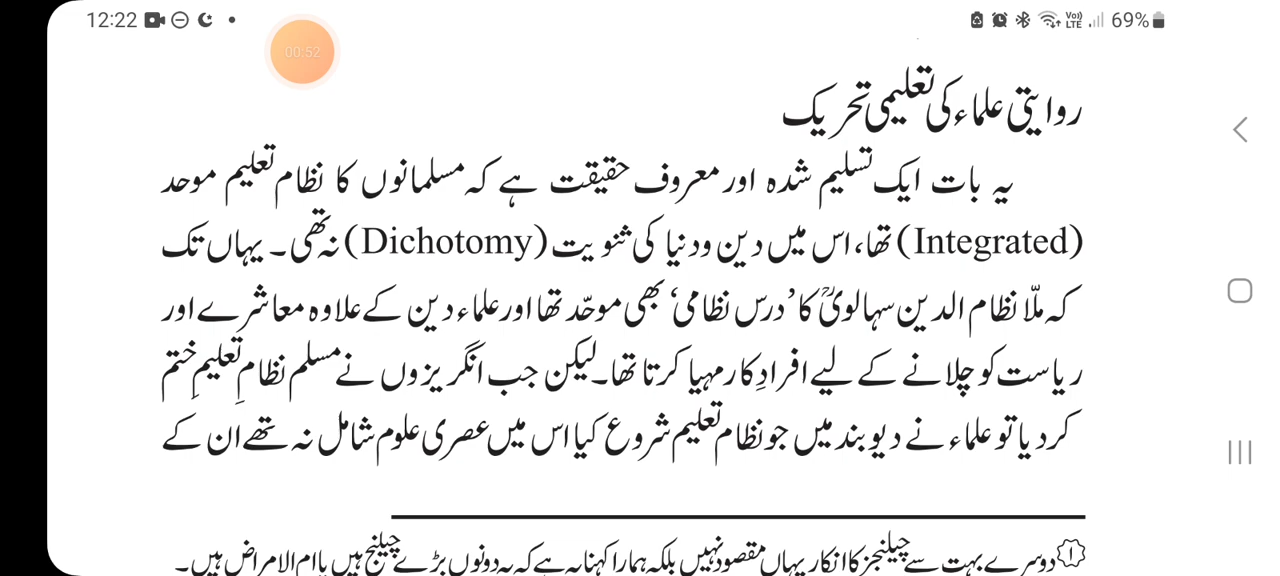 12:22
69%
00:52
روایتی علماء کی تعلیمی تحریک
یہ بات ایک تسلیم شدہ اور معروف حقیقت ہے کہ مسلمانوں کا نظام تعلیم موحد
(Integrated) تھا، اس میں دین و دنیا کی ثنویت (Dichotomy) نہ تھی۔ یہاں تک
کہ ملّا نظام الدین سہالویؒ کا ’درس نظامی‘ بھی موحّد تھا اور علماء دین کے علاوہ معاشرے اور
ریاست کو چلانے کے لیے افرادِ کار مہیا کرتا تھا۔ لیکن جب انگریزوں نے مسلم نظامِ تعلیم ختم
کر دیا تو علماء نے دیوبند میں جو نظام تعلیم شروع کیا اس میں عصری علوم شامل نہ تھے ان کے
دوسرے بہت سے چیلنجز کا انکار یہاں مقصود نہیں بلکہ ہمارا کہنا یہ ہے کہ یہ دونوں بڑے چیلنج ہیں یا ام الامراض ہیں۔